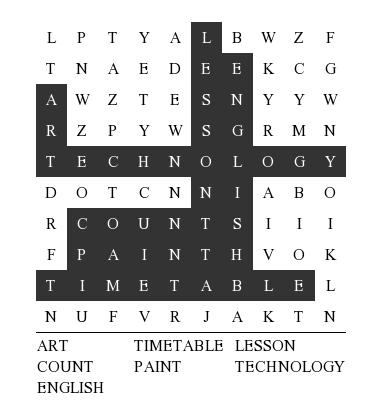 L P T Y A L B W Z F
T N A E D E E K C G
A W Z T E S N Y Y W
R Z P Y W S G R M N
T E C H N O L O G Y
D O T C N N I A B O
R C O U N T S I I I
F P A I N T H V O K
T I M E T A B L E L
N U F V R J A K T N
ART TIMETABLE LESSON
COUNT PAINT TECHNOLOGY
ENGLISH